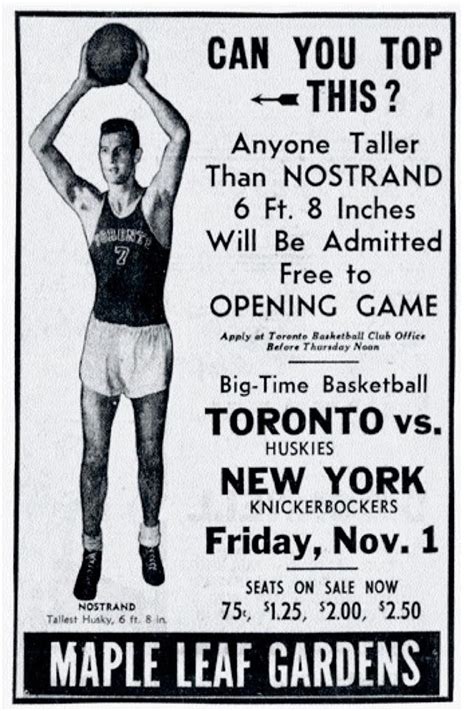 CAN YOU TOP
THIS?
Anyone Taller
Than NOSTRAND
6 Ft. 8 Inches
Will Be Admitted
Free to
OPENING GAME
Apply at Toronto Basketball Club Office
Before Thursday Noon
Big-Time Basketball
TORONTO vs.
HUSKIES
NEW YORK
KNICKERBOCKERS
Friday, Nov. 1
SEATS ON SALE NOW
75¢, $1.25, $2.00, $2.50
TORONTO
7
NOSTRAND
Tallest Husky, 6 ft. 8 in.
MAPLE LEAF GARDENS